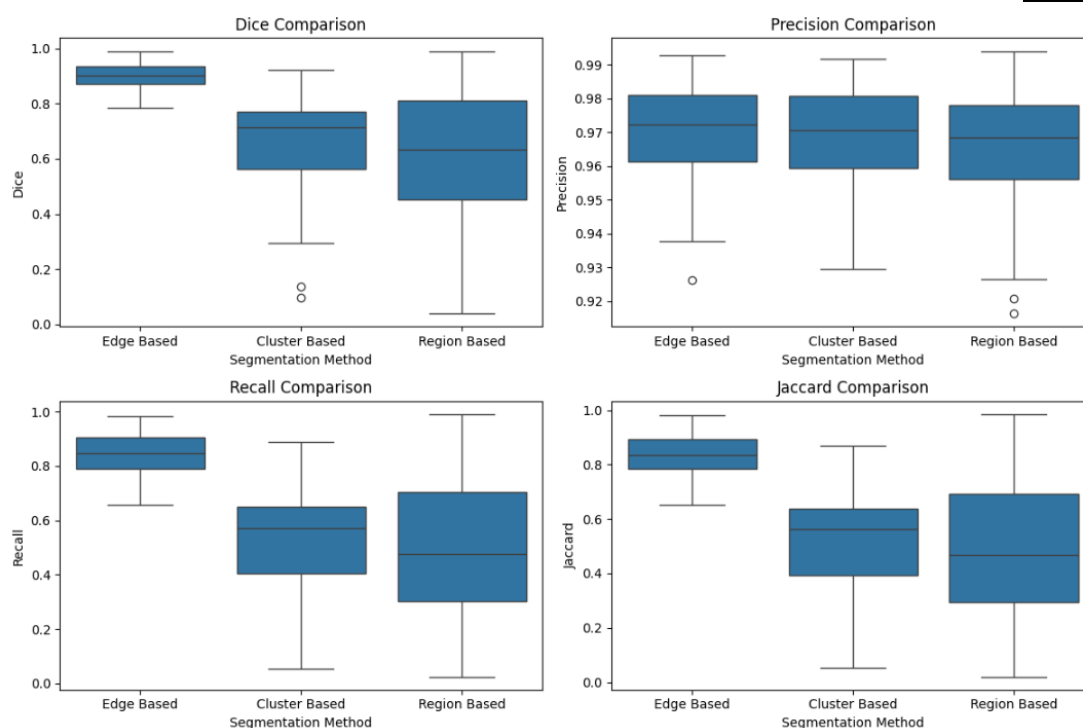 Dice Comparison
1.0
0.8
0.6
0.4
0.2
0.0
Dice
Edge Based Cluster Based Region Based
Segmentation Method
Precision Comparison
0.99
0.98
0.97
0.96
0.95
0.94
0.93
0.92
Precision
Edge Based Cluster Based Region Based
Segmentation Method
Recall Comparison
1.0
0.8
0.6
0.4
0.2
0.0
Recall
Edge Based Cluster Based Region Based
Segmentation Method
Jaccard Comparison
1.0
0.8
0.6
0.4
0.2
0.0
Jaccard
Edge Based Cluster Based Region Based
Segmentation Method